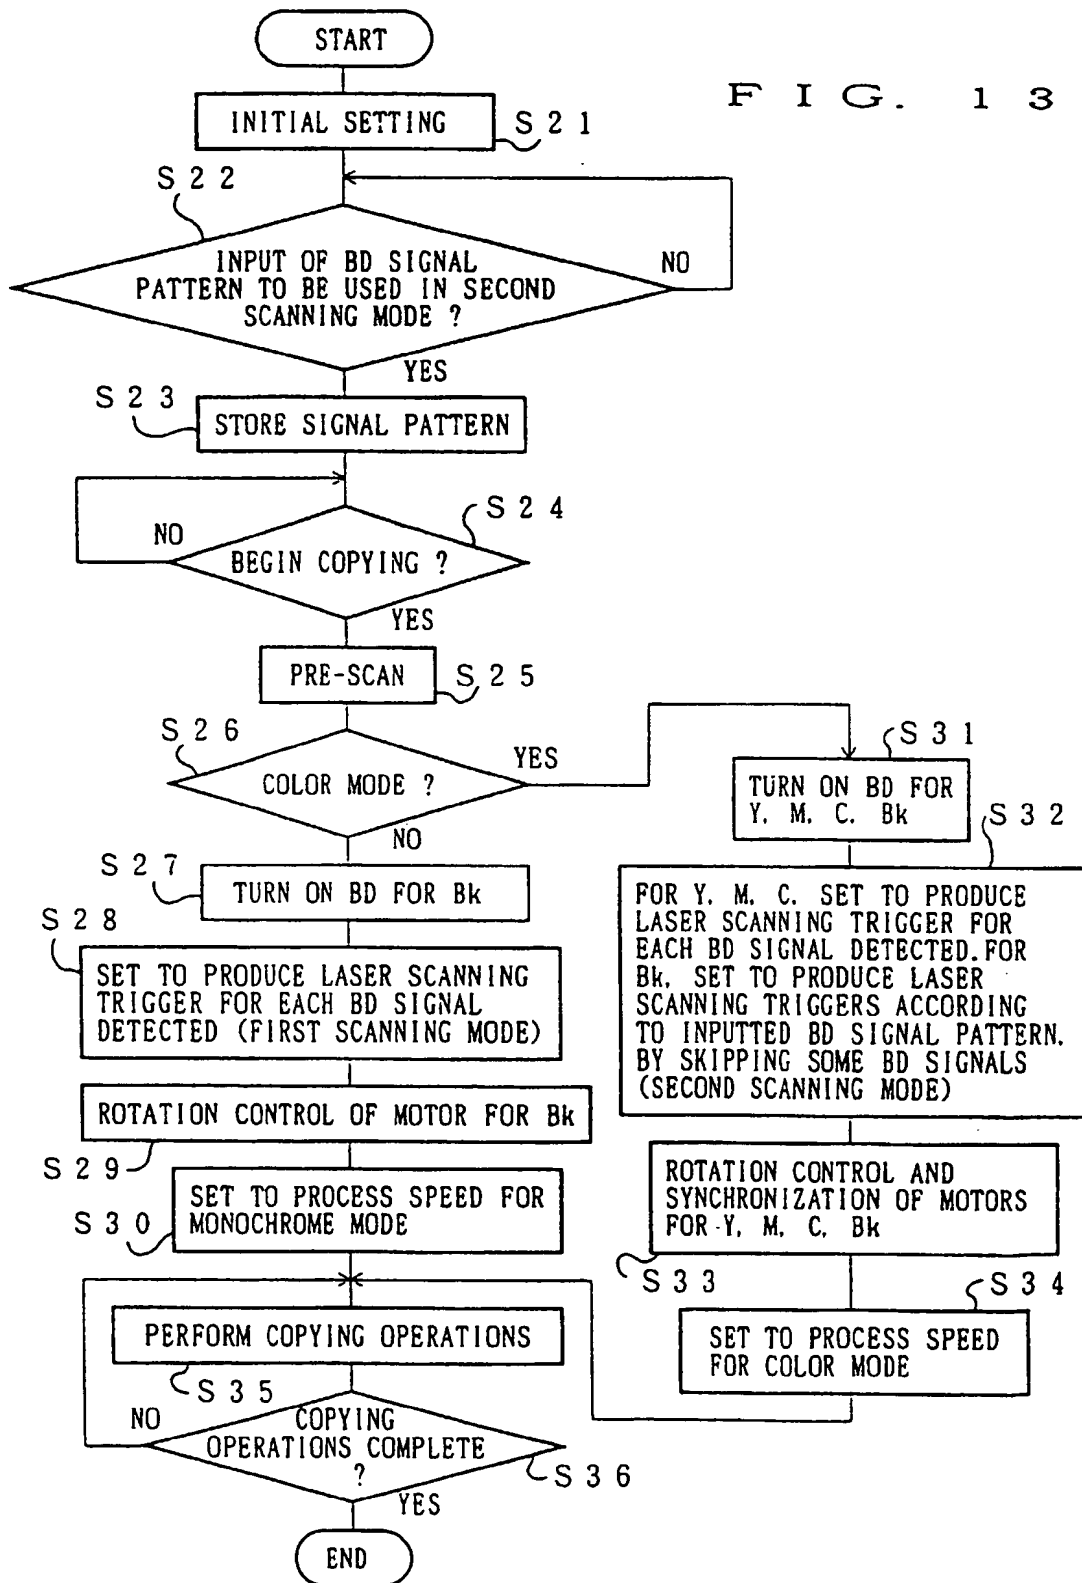 START
F I G. 1 3
INITIAL SETTING
S 2 1
S 2 2
INPUT OF BD SIGNAL
PATTERN TO BE USED IN SECOND
SCANNING MODE ?
NO
YES
S 2 3
STORE SIGNAL PATTERN
S 2 4
NO
BEGIN COPYING ?
YES
PRE-SCAN
S 2 5
S 2 6
COLOR MODE ?
YES
NO
S 2 7
TURN ON BD FOR Bk
S 2 8
SET TO PRODUCE LASER SCANNING
TRIGGER FOR EACH BD SIGNAL
DETECTED (FIRST SCANNING MODE)
ROTATION CONTROL OF MOTOR FOR Bk
S 2 9
SET TO PROCESS SPEED FOR
MONOCHROME MODE
S 3 0
S 3 1
TURN ON BD FOR
Y. M. C. Bk
S 3 2
FOR Y. M. C. SET TO PRODUCE
LASER SCANNING TRIGGER FOR
EACH BD SIGNAL DETECTED. FOR
Bk, SET TO PRODUCE LASER
SCANNING TRIGGERS ACCORDING
TO INPUTTED BD SIGNAL PATTERN.
BY SKIPPING SOME BD SIGNALS
(SECOND SCANNING MODE)
ROTATION CONTROL AND
SYNCHRONIZATION OF MOTORS
FOR Y. M. C. Bk
S 3 3
S 3 4
SET TO PROCESS SPEED
FOR COLOR MODE
PERFORM COPYING OPERATIONS
S 3 5
NO
COPYING
OPERATIONS COMPLETE
?
S 3 6
YES
END